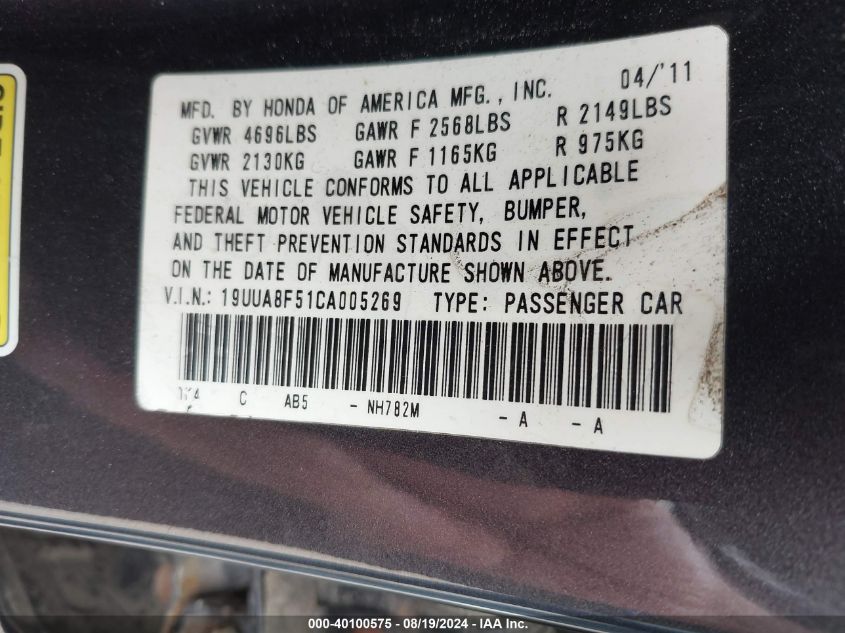 MFD. BY HONDA OF AMERICA MFG., INC. 04/'11
GVWR 4696LBS GAWR F 2568LBS R 2149LBS
GVWR 2130KG GAWR F 1165KG R 975KG
THIS VEHICLE CONFORMS TO ALL APPLICABLE
FEDERAL MOTOR VEHICLE SAFETY, BUMPER,
AND THEFT PREVENTION STANDARDS IN EFFECT
ON THE DATE OF MANUFACTURE SHOWN ABOVE.
V.I.N.: 19UUA8F51CA005269 TYPE: PASSENGER CAR
C AB5 - NH782M - A - A
000-40100575 - 08/19/2024 - IAA Inc.